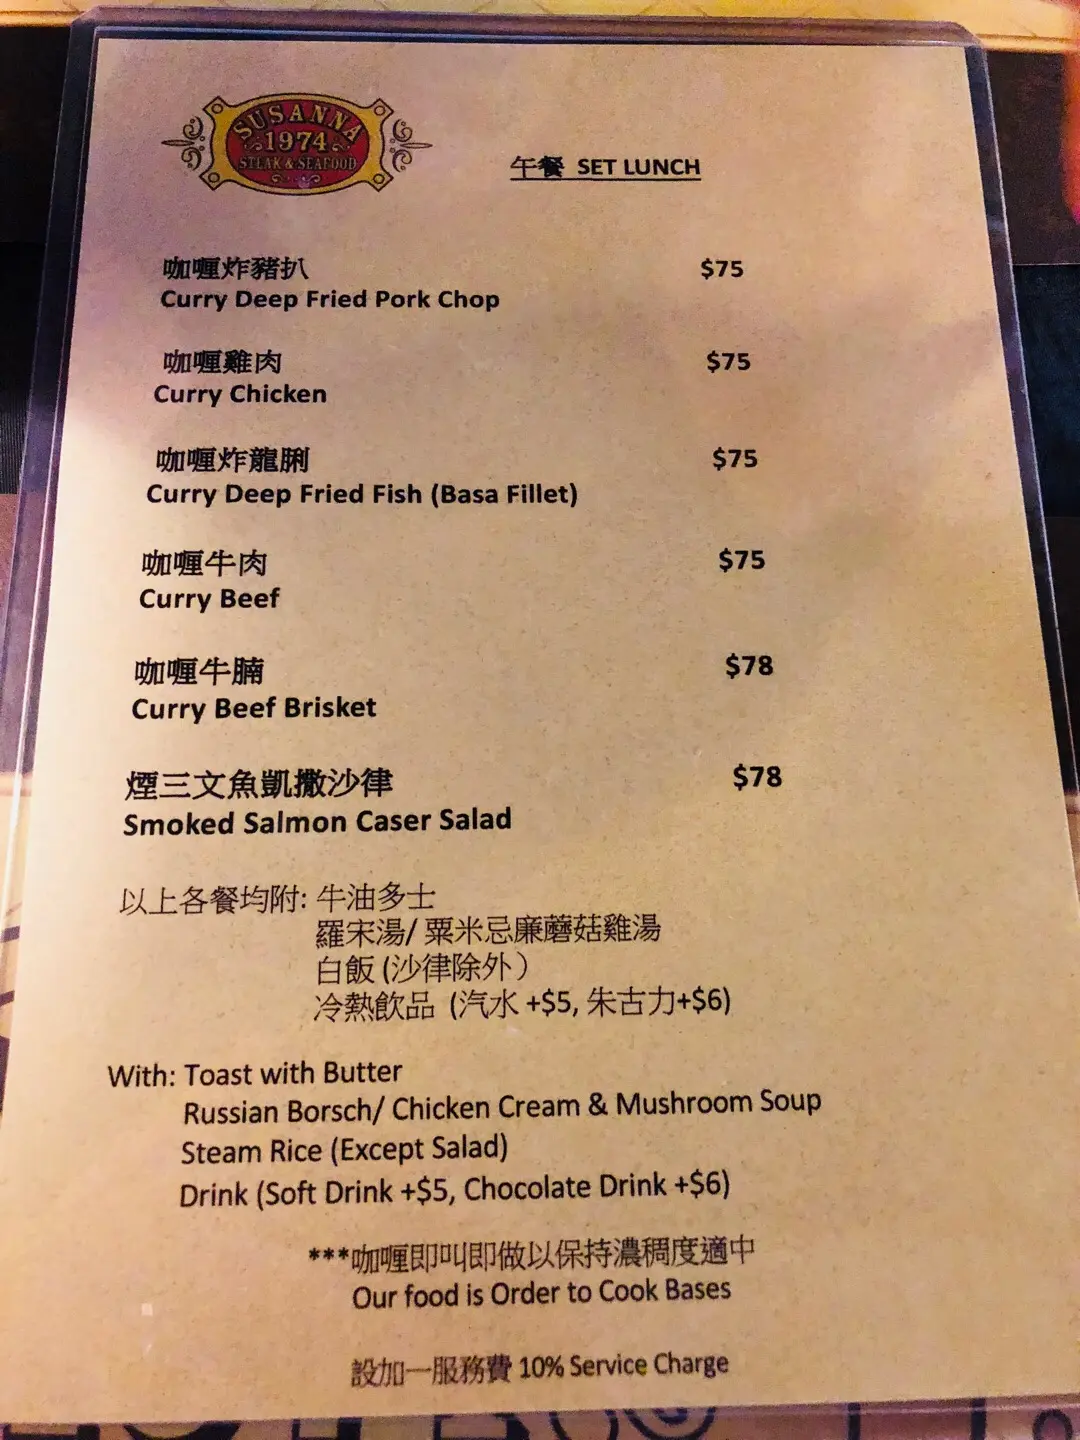 SUSANNA
1974
STEAK & SEAFOOD
午餐 SET LUNCH
咖喱炸豬扒 $75
Curry Deep Fried Pork Chop
咖喱雞肉 $75
Curry Chicken
咖喱炸龍脷 $75
Curry Deep Fried Fish (Basa Fillet)
咖喱牛肉 $75
Curry Beef
咖喱牛腩 $78
Curry Beef Brisket
煙三文魚凱撒沙律 $78
Smoked Salmon Caser Salad
以上各餐均附: 牛油多士
羅宋湯/ 粟米忌廉蘑菇雞湯
白飯 (沙律除外）
冷熱飲品 (汽水 +$5, 朱古力+$6)
With: Toast with Butter
Russian Borsch/ Chicken Cream & Mushroom Soup
Steam Rice (Except Salad)
Drink (Soft Drink +$5, Chocolate Drink +$6)
***咖喱即叫即做以保持濃稠度適中
Our food is Order to Cook Bases
設加一服務費 10% Service Charge